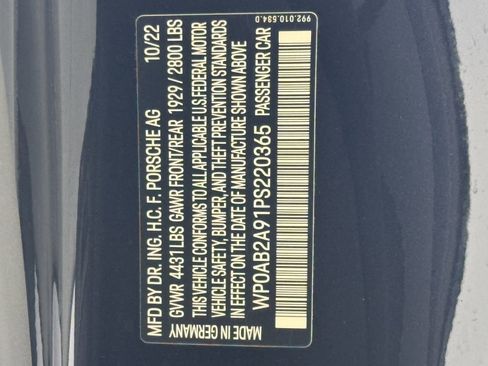 992.010.534.0
MFD BY DR. ING. H.C. F. PORSCHE AG 10/22
GVWR 4431 LBS GAWR FRONT/REAR 1929 / 2800 LBS
THIS VEHICLE CONFORMS TO ALL APPLICABLE U.S. FEDERAL MOTOR
VEHICLE SAFETY, BUMPER, AND THEFT PREVENTION STANDARDS
IN EFFECT ON THE DATE OF MANUFACTURE SHOWN ABOVE
WP0AB2A91PS220365 PASSENGER CAR
MADE IN GERMANY